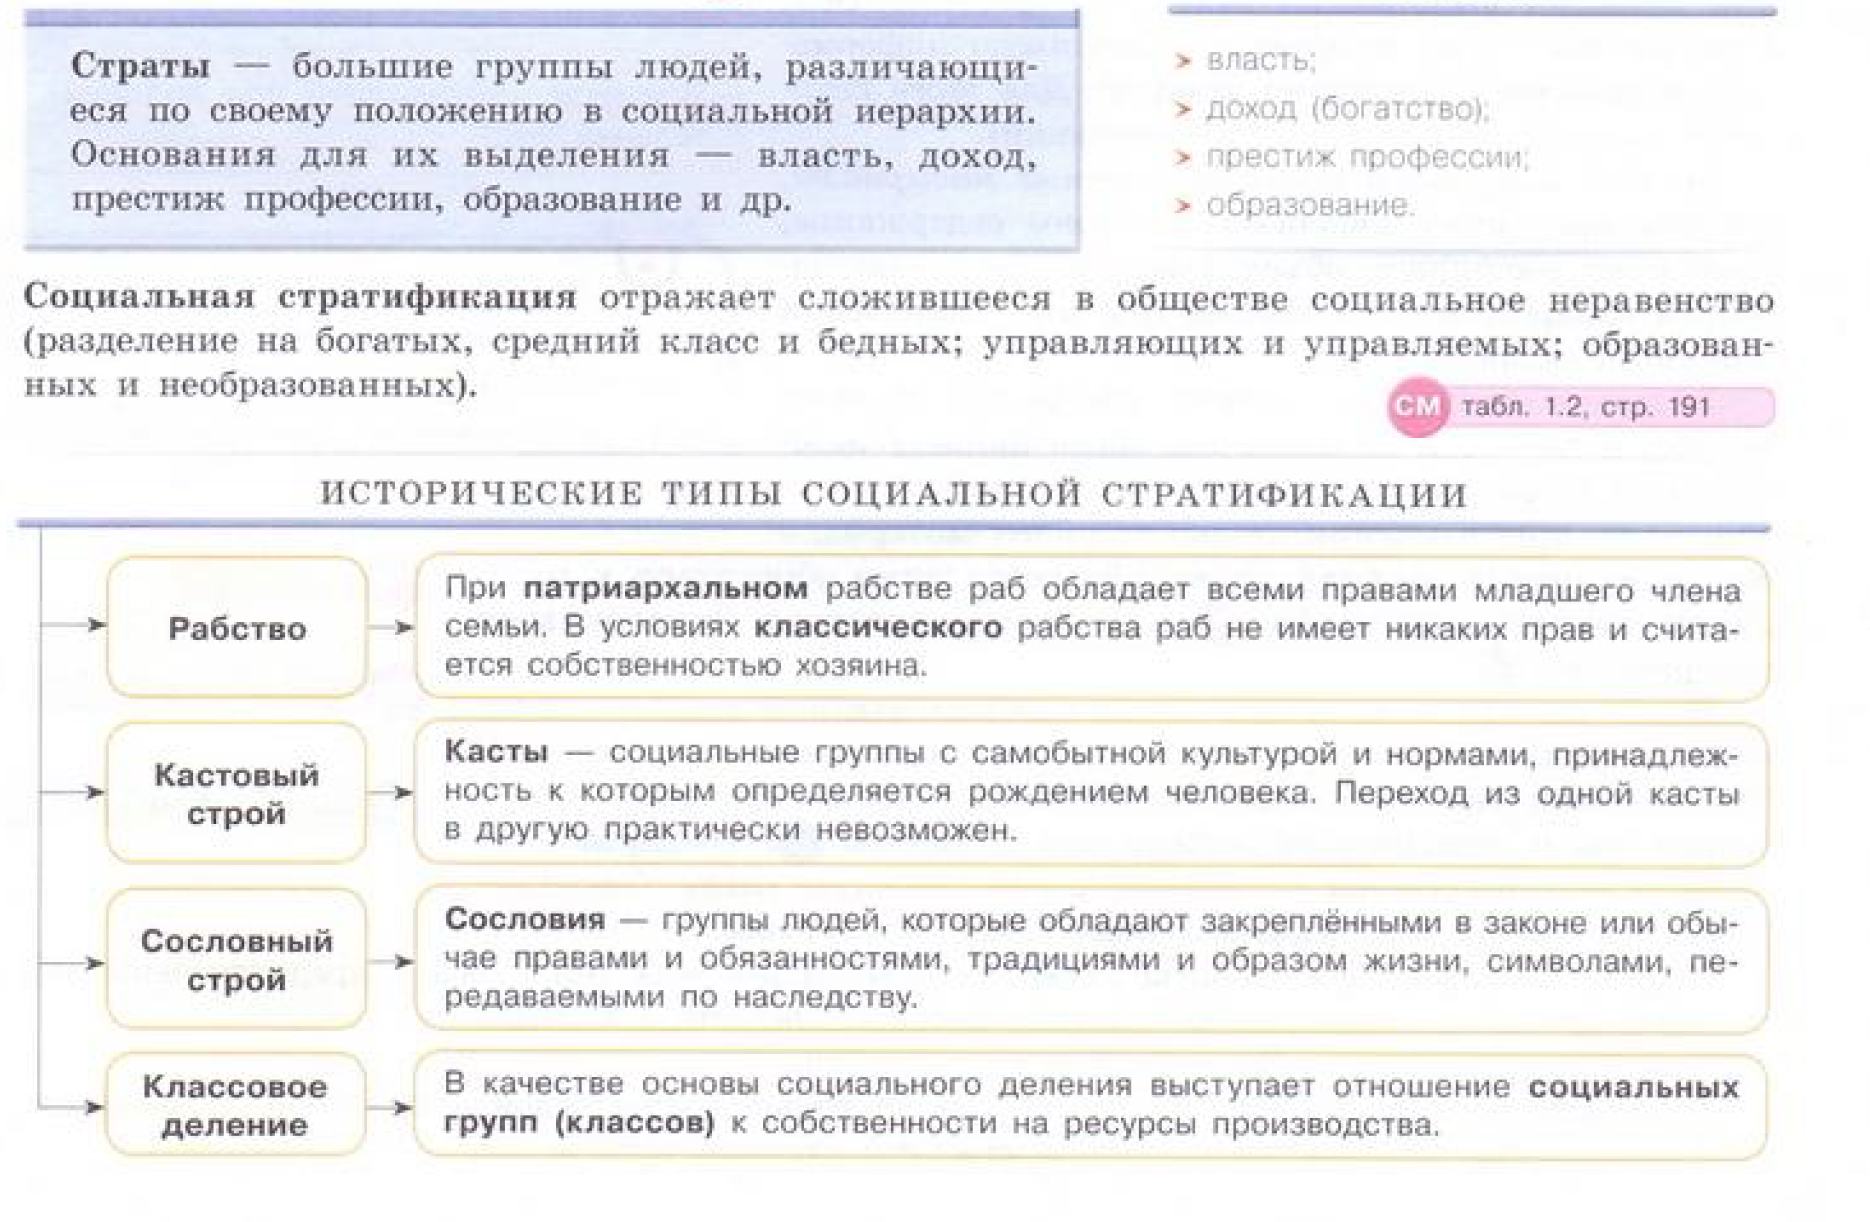 Страты — большие группы людей, различающи-
еся по своему положению в социальной иерархии.
Основания для их выделения — власть, доход,
престиж профессии, образование и др.
> власть;
> доход (богатство);
> престиж профессии;
> образование.
Социальная стратификация отражает сложившееся в обществе социальное неравенство
(разделение на богатых, средний класс и бедных; управляющих и управляемых; образован-
ных и необразованных).
СМ табл. 1.2, стр. 191
ИСТОРИЧЕСКИЕ ТИПЫ СОЦИАЛЬНОЙ СТРАТИФИКАЦИИ
Рабство
При патриархальном рабстве раб обладает всеми правами младшего члена
семьи. В условиях классического рабства раб не имеет никаких прав и счита-
ется собственностью хозяина.
Кастовый
строй
Касты — социальные группы с самобытной культурой и нормами, принадлеж-
ность к которым определяется рождением человека. Переход из одной касты
в другую практически невозможен.
Сословный
строй
Сословия — группы людей, которые обладают закреплёнными в законе или обы-
чае правами и обязанностями, традициями и образом жизни, символами, пе-
редаваемыми по наследству.
Классовое
деление
В качестве основы социального деления выступает отношение социальных
групп (классов) к собственности на ресурсы производства.